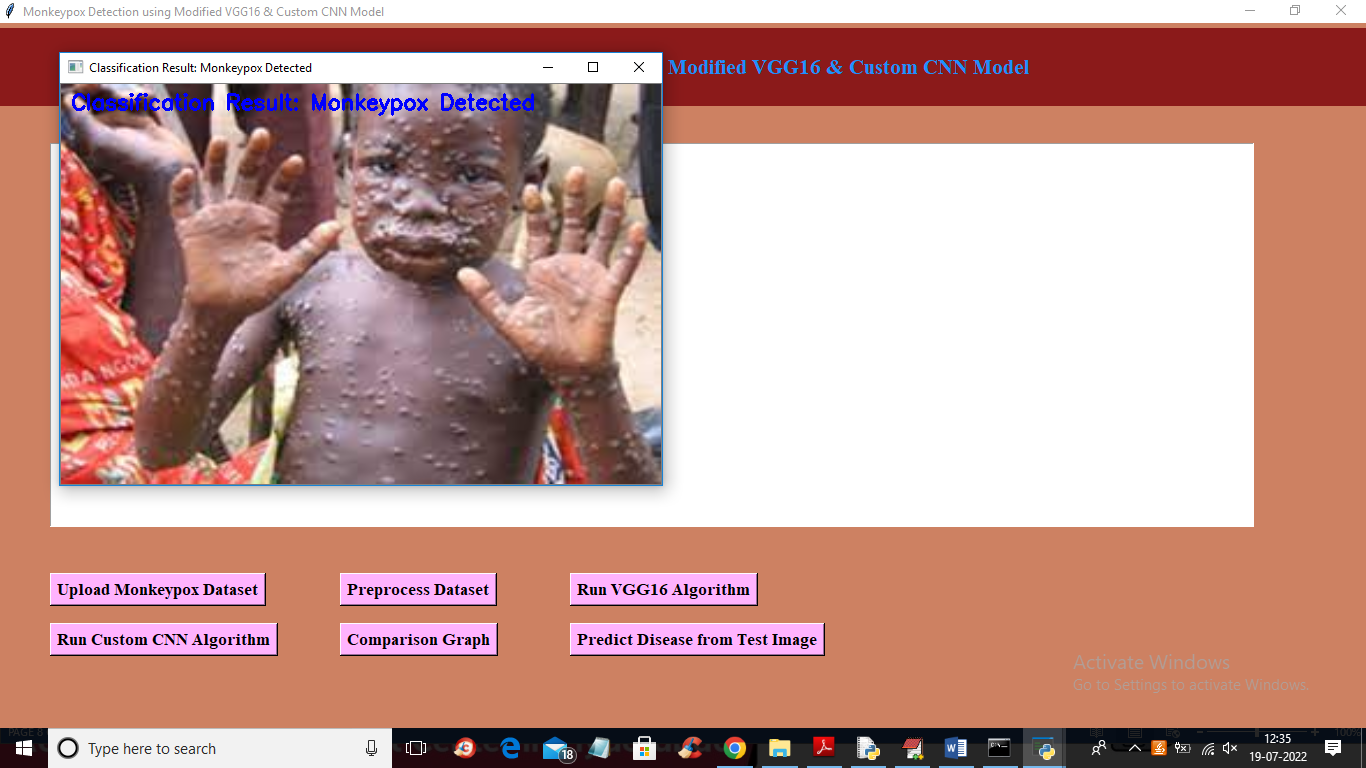 Monkeypox Detection using Modified VGG16 & Custom CNN Model
Modified VGG16 & Custom CNN Model
Classification Result: Monkeypox Detected
Classification Result: Monkeypox Detected
Upload Monkeypox Dataset
Preprocess Dataset
Run VGG16 Algorithm
Run Custom CNN Algorithm
Comparison Graph
Predict Disease from Test Image
Activate Windows
Go to Settings to activate Windows.
PAGE 8
100%
Type here to search
18
12:35
19-07-2022